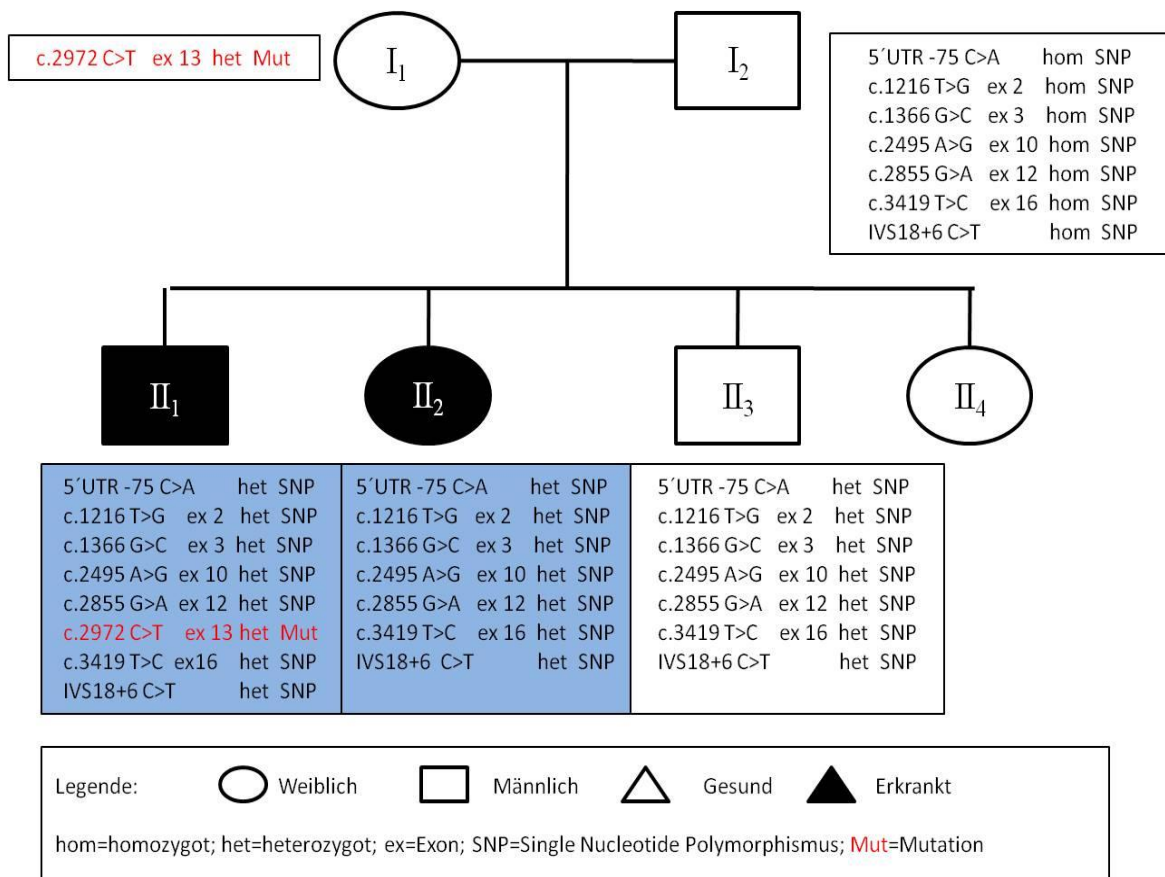 c.2972 C>T ex 13 het Mut
I1
I2
5´UTR -75 C>A hom SNP
c.1216 T>G ex 2 hom SNP
c.1366 G>C ex 3 hom SNP
c.2495 A>G ex 10 hom SNP
c.2855 G>A ex 12 hom SNP
c.3419 T>C ex 16 hom SNP
IVS18+6 C>T hom SNP
II1
II2
II3
II4
5´UTR -75 C>A het SNP
c.1216 T>G ex 2 het SNP
c.1366 G>C ex 3 het SNP
c.2495 A>G ex 10 het SNP
c.2855 G>A ex 12 het SNP
c.2972 C>T ex 13 het Mut
c.3419 T>C ex16 het SNP
IVS18+6 C>T het SNP
5´UTR -75 C>A het SNP
c.1216 T>G ex 2 het SNP
c.1366 G>C ex 3 het SNP
c.2495 A>G ex 10 het SNP
c.2855 G>A ex 12 het SNP
c.3419 T>C ex 16 het SNP
IVS18+6 C>T het SNP
5´UTR -75 C>A het SNP
c.1216 T>G ex 2 het SNP
c.1366 G>C ex 3 het SNP
c.2495 A>G ex 10 het SNP
c.2855 G>A ex 12 het SNP
c.3419 T>C ex 16 het SNP
IVS18+6 C>T het SNP
Legende: Weiblich Männlich Gesund Erkrankt
hom=homozygot; het=heterozygot; ex=Exon; SNP=Single Nucleotide Polymorphismus; Mut=Mutation